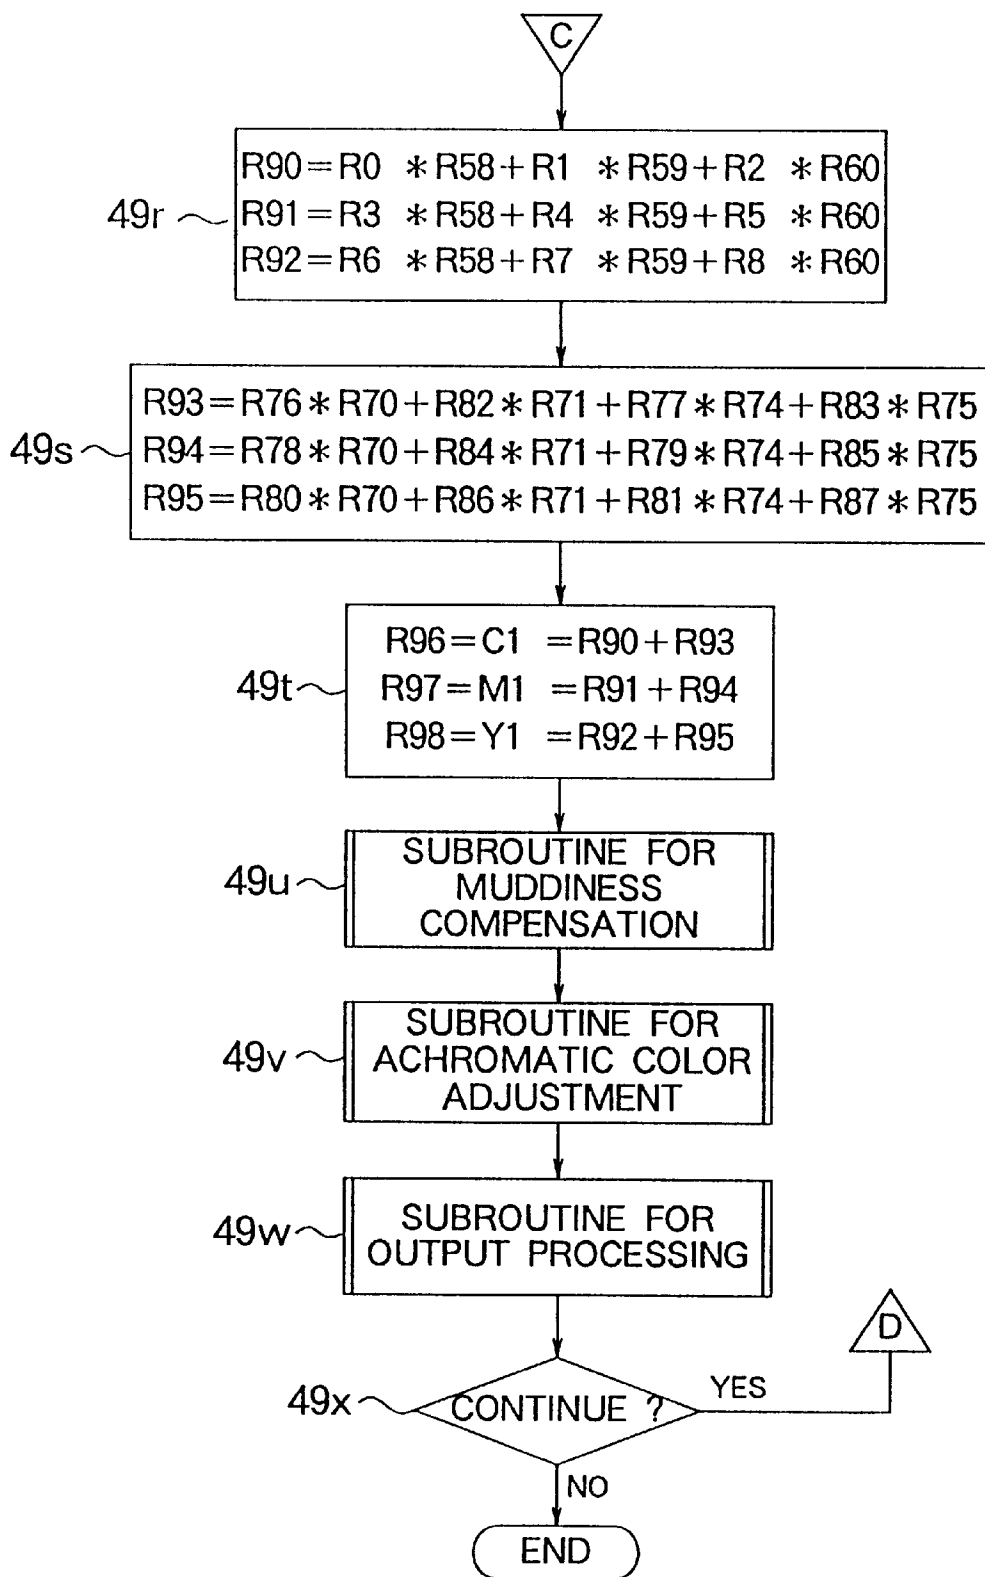 C
R90=R0 *R58+R1 *R59+R2 *R60
49r
R91=R3 *R58+R4 *R59+R5 *R60
R92=R6 *R58+R7 *R59+R8 *R60
R93=R76*R70+R82*R71+R77*R74+R83*R75
49s
R94=R78*R70+R84*R71+R79*R74+R85*R75
R95=R80*R70+R86*R71+R81*R74+R87*R75
R96=C1 =R90+R93
49t
R97=M1 =R91+R94
R98=Y1 =R92+R95
49u
SUBROUTINE FOR
MUDDINESS
COMPENSATION
49v
SUBROUTINE FOR
ACHROMATIC COLOR
ADJUSTMENT
49w
SUBROUTINE FOR
OUTPUT PROCESSING
D
49x
CONTINUE ?
YES
NO
END